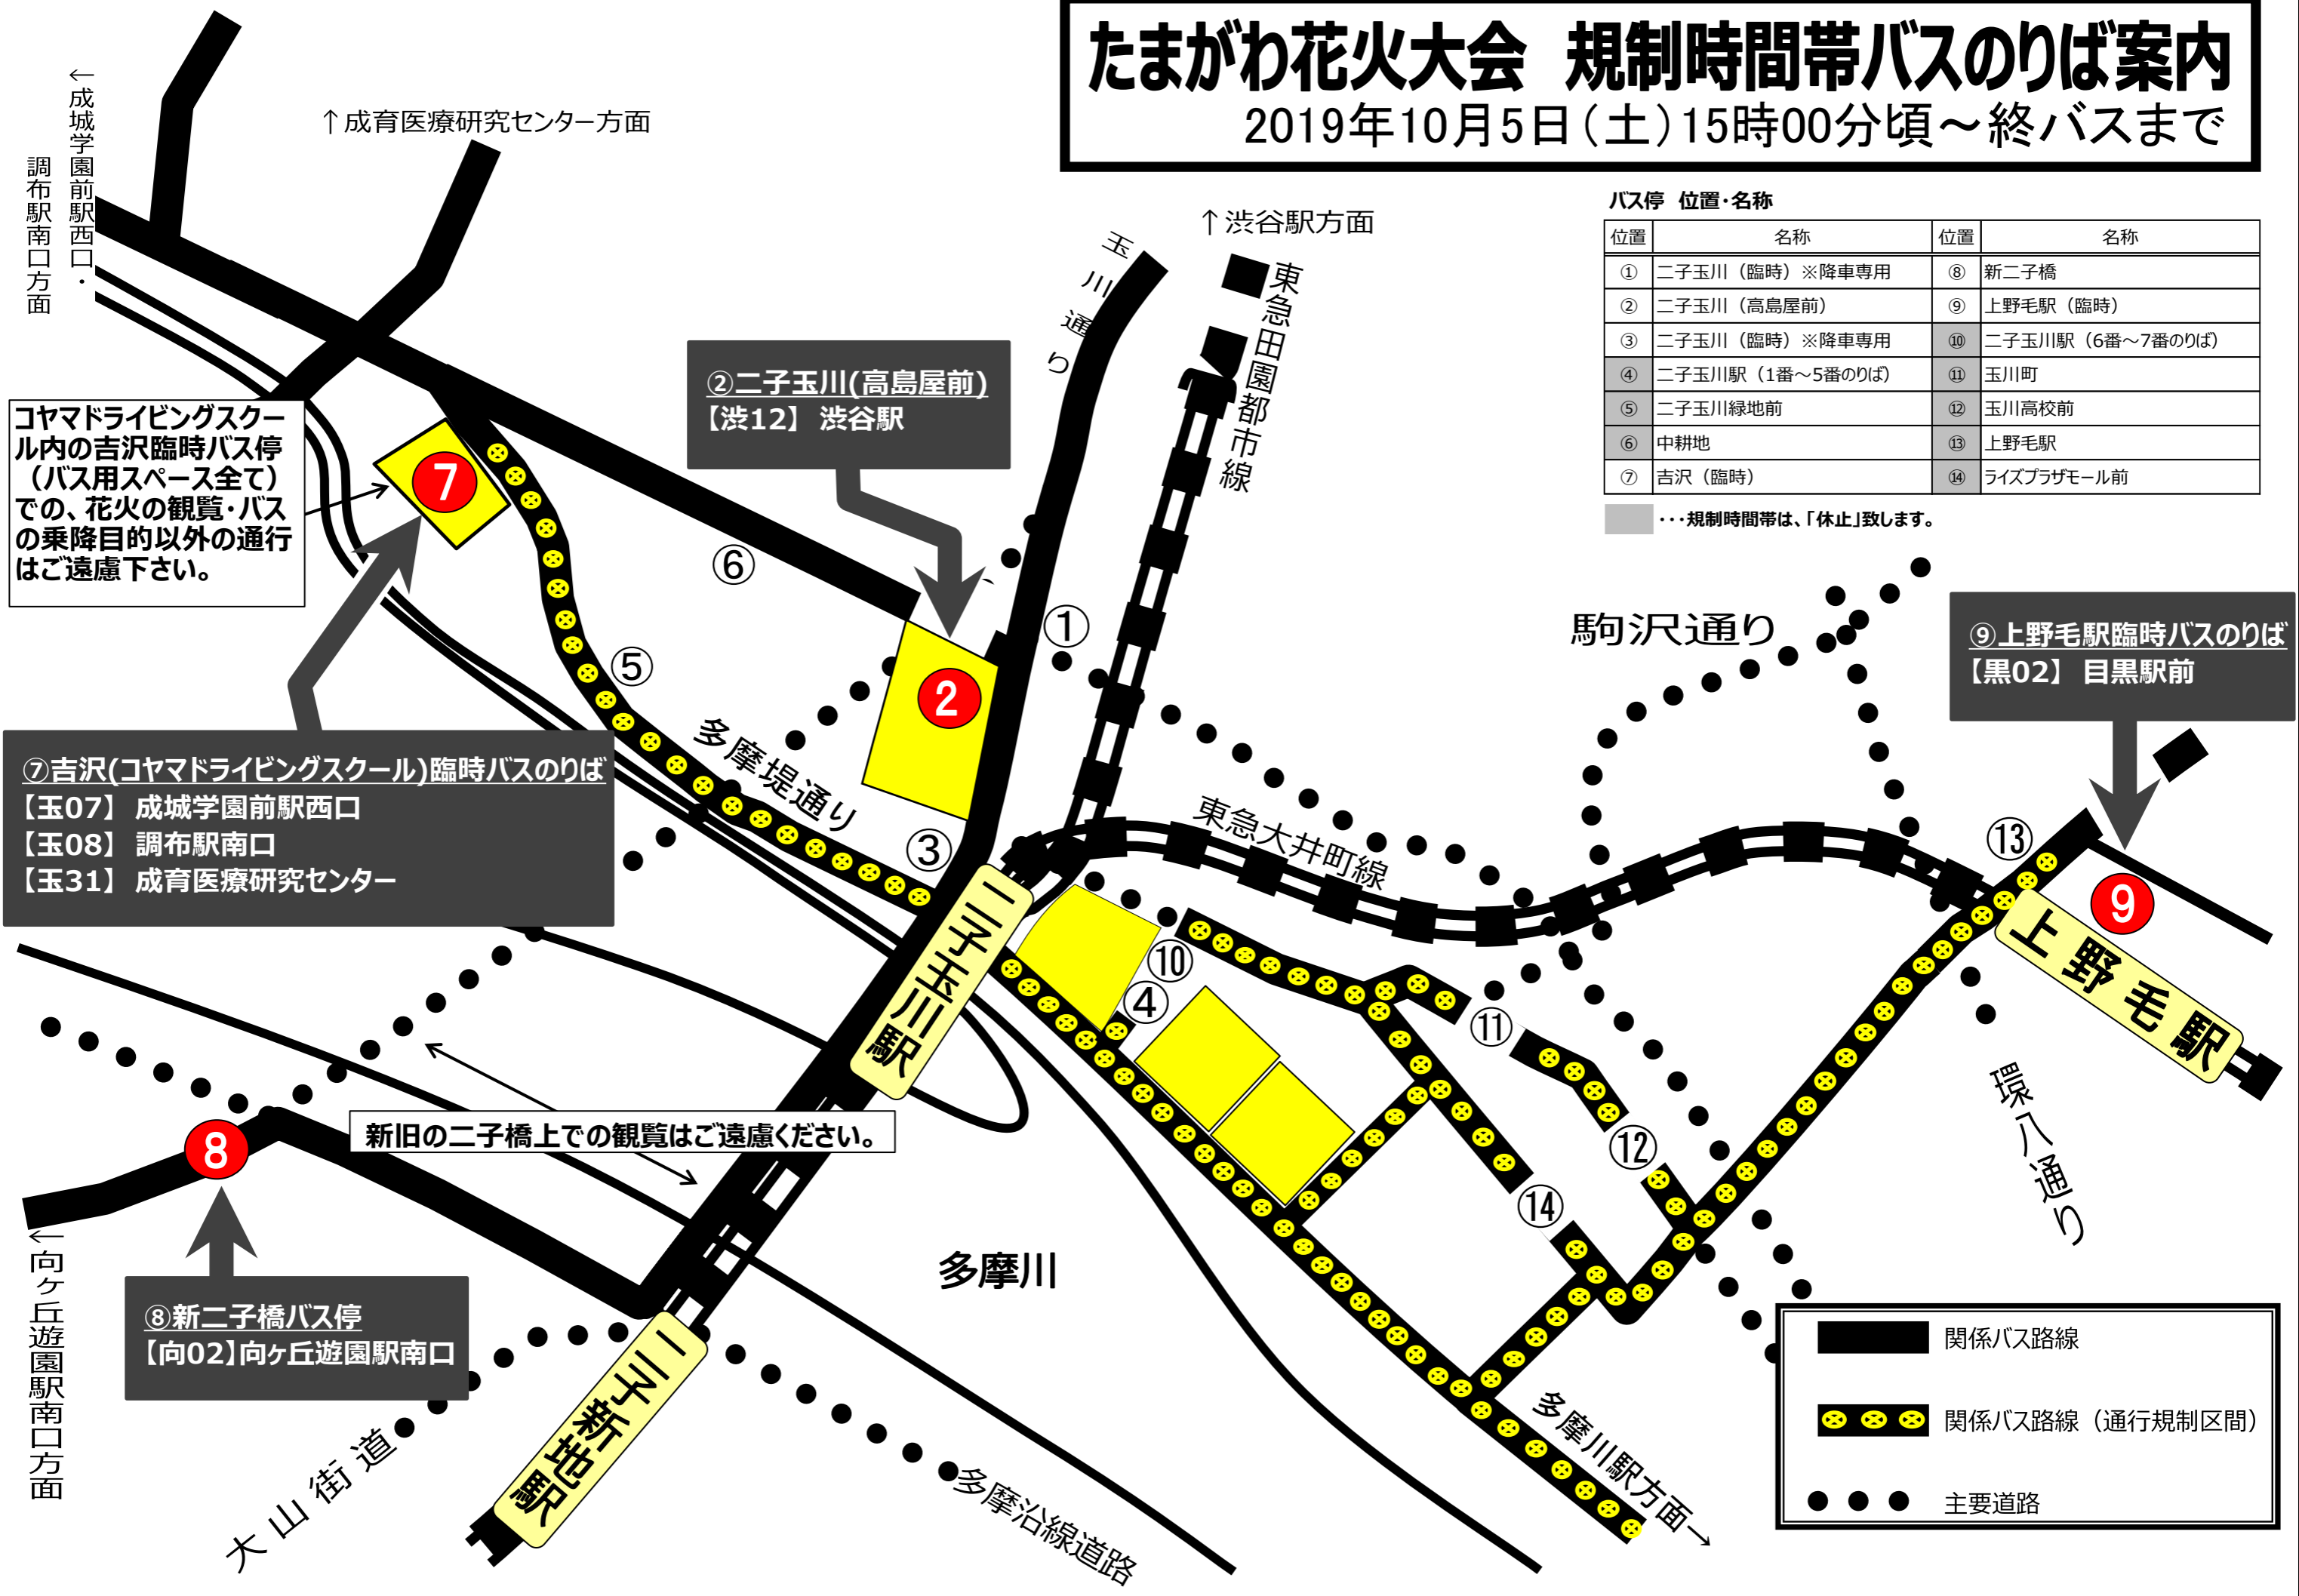 たまがわ花火大会　規制時間帯バスのりば案内
2019年10月5日(土)15時00分頃～終バスまで
←成城学園前駅西口・
調布駅南口方面
↑成育医療研究センター方面
↑渋谷駅方面
玉川通り
東急田園都市線
バス停　位置・名称
位置 名称 位置 名称
① 二子玉川（臨時）※降車専用 ⑧ 新二子橋
② 二子玉川（高島屋前） ⑨ 上野毛駅（臨時）
③ 二子玉川（臨時）※降車専用 ⑩ 二子玉川駅（6番～7番のりば）
④ 二子玉川駅（1番～5番のりば） ⑪ 玉川町
⑤ 二子玉川緑地前 ⑫ 玉川高校前
⑥ 中耕地 ⑬ 上野毛駅
⑦ 吉沢（臨時） ⑭ ライズプラザモール前
・・・規制時間帯は、「休止」致します。
②二子玉川(高島屋前)
【渋12】 渋谷駅
コヤマドライビングスクー
ル内の吉沢臨時バス停
（バス用スペース全て）
での、花火の観覧・バス
の乗降目的以外の通行
はご遠慮下さい。
7
⑥
①
⑤
2
駒沢通り
⑨上野毛駅臨時バスのりば
【黒02】 目黒駅前
⑦吉沢(コヤマドライビングスクール)臨時バスのりば
【玉07】 成城学園前駅西口
【玉08】 調布駅南口
【玉31】 成育医療研究センター
多摩堤通り
③
東急大井町線
⑬
9
上野毛駅
二子玉川駅
⑩
④
⑪
⑫
⑭
環八通り
8
新旧の二子橋上での観覧はご遠慮ください。
←向ヶ丘遊園駅南口方面
⑧新二子橋バス停
【向02】向ヶ丘遊園駅南口
多摩川
二子新地駅
大山街道
多摩沿線道路
多摩川駅方面→
関係バス路線
関係バス路線（通行規制区間）
主要道路